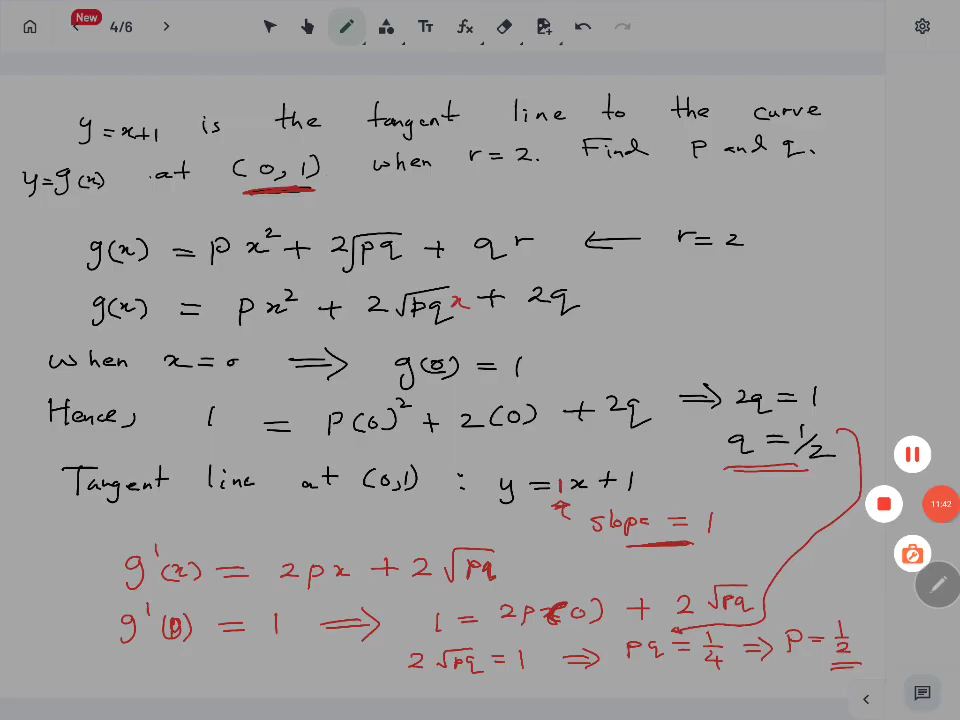 New
4/6
Tт
fx
y = x+1 is the tangent line to the curve
y=g(x) at (0,1) when r = 2. Find p and q.
g(x) = p x² + 2√pq + q r ← r = 2
g(x) = p x² + 2√pq x + 2q
When x = 0 ⟹ g(0) = 1
Hence, 1 = P(0)² + 2(0) + 2q ⟹ 2q = 1
q = 1/2
Tangent line at (0,1) : y = 1x + 1
slope = 1
g'(x) = 2px + 2√pq
g'(0) = 1 ⟹ 1 = 2p(0) + 2√pq
2√pq = 1 ⟹ pq = 1/4 ⟹ P = 1/2
11:42